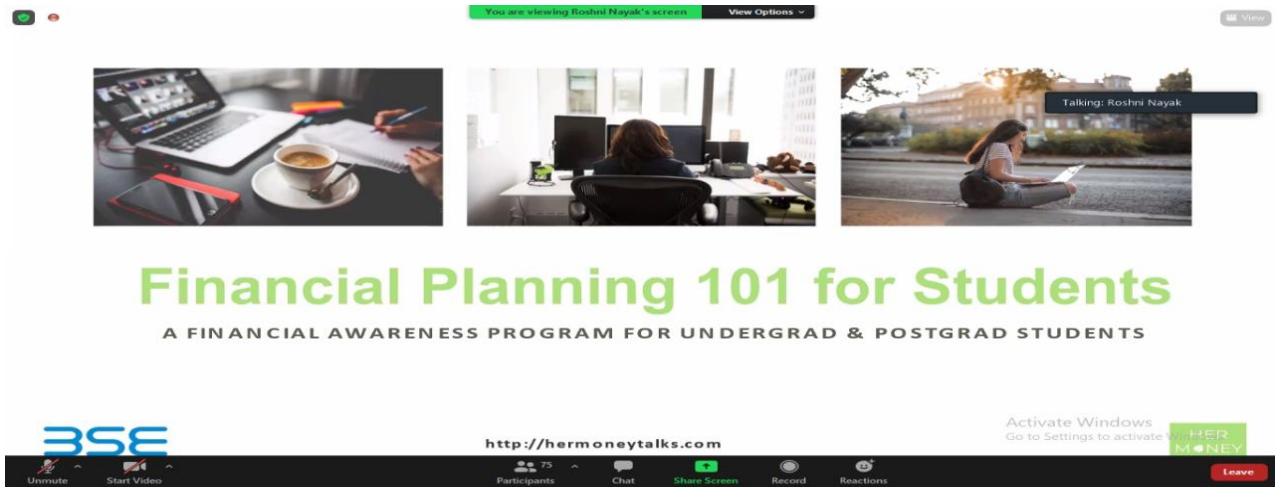 You are viewing Roshni Nayak's screen View Options
View
Talking: Roshni Nayak
Financial Planning 101 for Students
A FINANCIAL AWARENESS PROGRAM FOR UNDERGRAD & POSTGRAD STUDENTS
BSE
http://hermoneytalks.com
Activate Windows
Go to Settings to activate Windows.
HER
MONEY
Unmute Start Video 75 Participants Chat Share Screen Record Reactions Leave